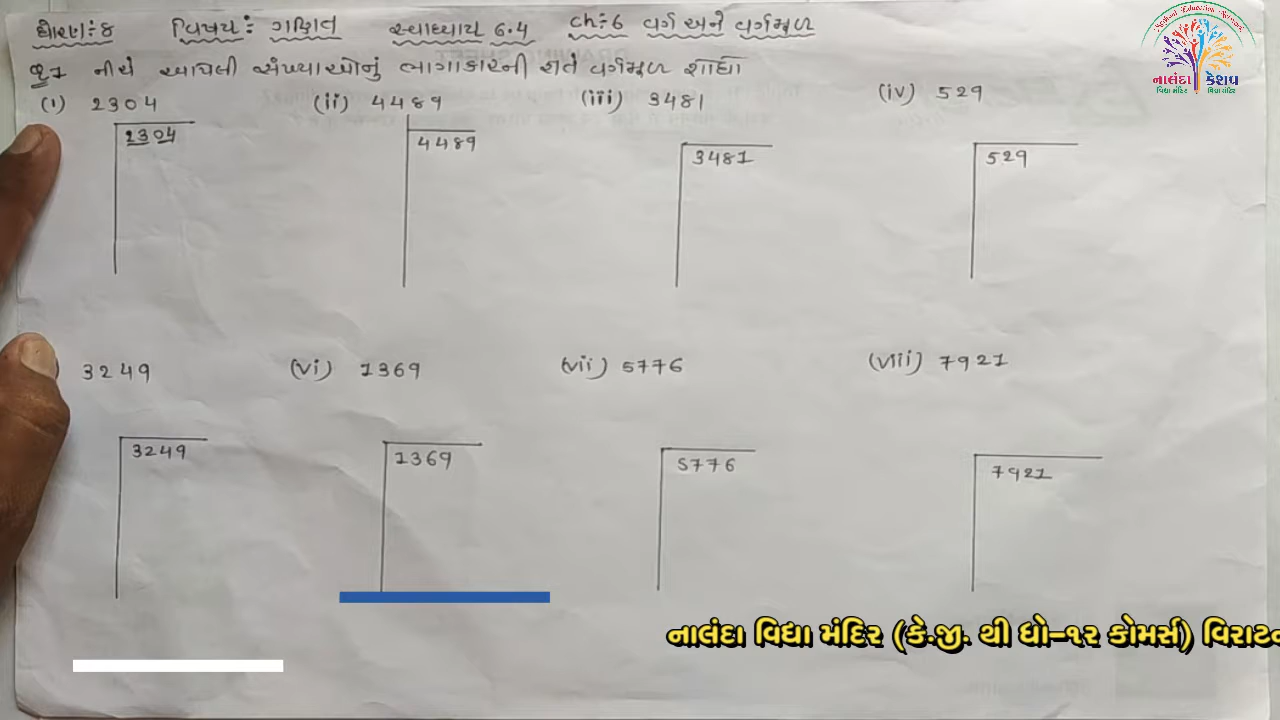 ધોરણ:૪ વિષય: ગણિત સ્વાધ્યાય 6.4 ch:6 વર્ગ અને વર્ગમૂળ
પ્ર.1 નીચે આપેલી સંખ્યાઓનું ભાગાકારની રીતે વર્ગમૂળ શોધો
(i) 2304 (ii) 4489 (iii) 3481 (iv) 529
2304 4489 3481 529
) 3249 (vi) 1369 (vii) 5776 (viii) 7921
3249 1369 5776 7921
નાલંદા કેશવ
વિદ્યા મંદિર વિદ્યા મંદિર
નાલંદા વિદ્યા મંદિર (કે.જી. થી ધો-૧૨ કોમર્સ) વિરાટન